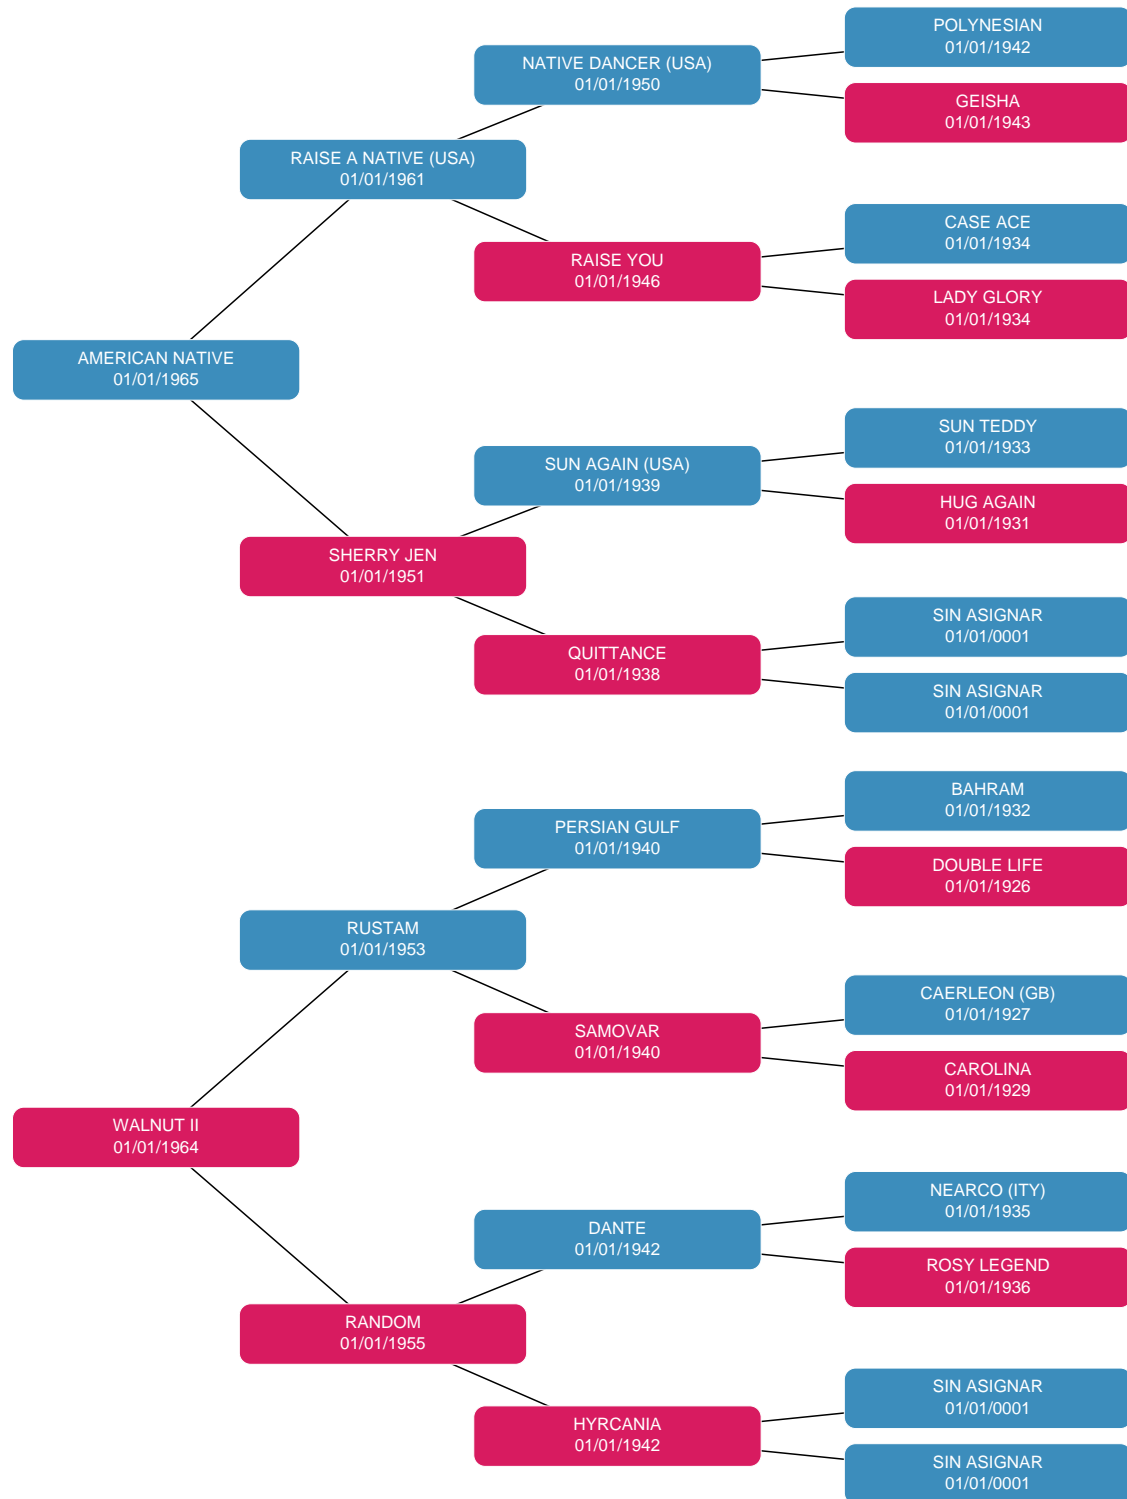 POLYNESIAN
01/01/1942
NATIVE DANCER (USA)
01/01/1950
GEISHA
01/01/1943
RAISE A NATIVE (USA)
01/01/1961
CASE ACE
01/01/1934
RAISE YOU
01/01/1946
LADY GLORY
01/01/1934
AMERICAN NATIVE
01/01/1965
SUN TEDDY
01/01/1933
SUN AGAIN (USA)
01/01/1939
HUG AGAIN
01/01/1931
SHERRY JEN
01/01/1951
SIN ASIGNAR
01/01/0001
QUITTANCE
01/01/1938
SIN ASIGNAR
01/01/0001
BAHRAM
01/01/1932
PERSIAN GULF
01/01/1940
DOUBLE LIFE
01/01/1926
RUSTAM
01/01/1953
CAERLEON (GB)
01/01/1927
SAMOVAR
01/01/1940
CAROLINA
01/01/1929
WALNUT II
01/01/1964
NEARCO (ITY)
01/01/1935
DANTE
01/01/1942
ROSY LEGEND
01/01/1936
RANDOM
01/01/1955
SIN ASIGNAR
01/01/0001
HYRCANIA
01/01/1942
SIN ASIGNAR
01/01/0001